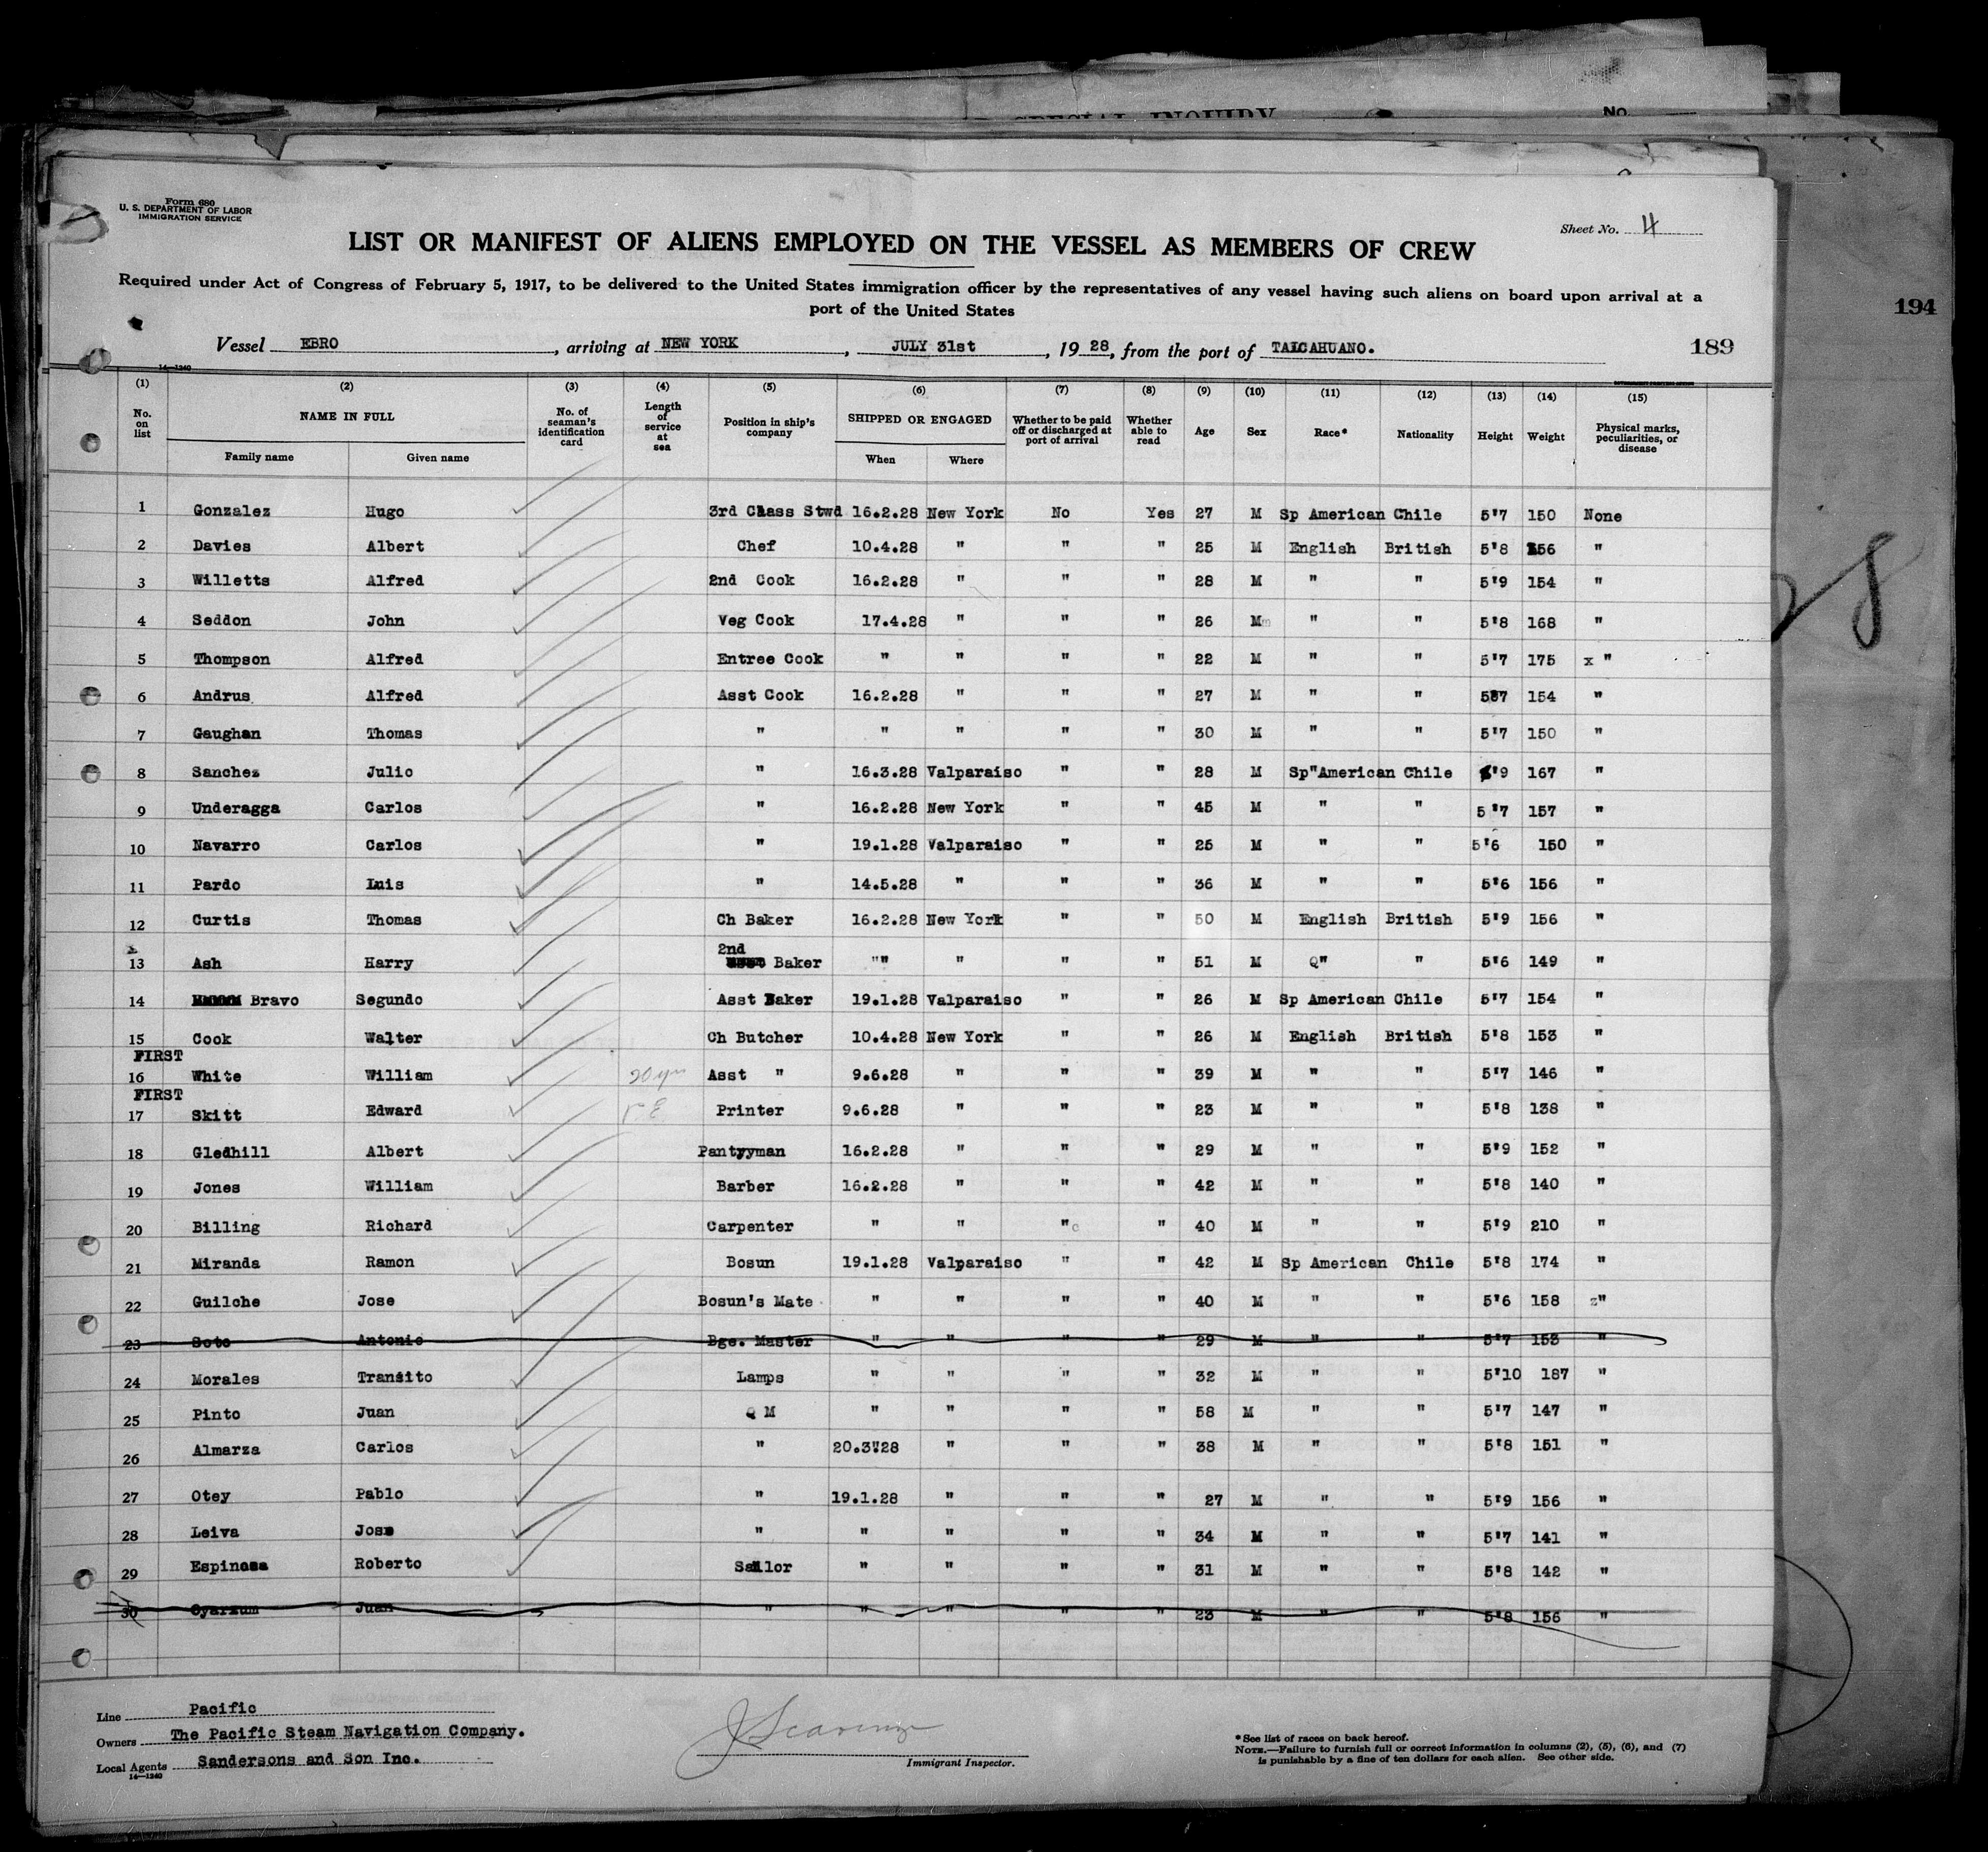 SPECIAL INQUIRY
No.
194
28
Form 680
U. S. DEPARTMENT OF LABOR
IMMIGRATION SERVICE
Sheet No. 4
LIST OR MANIFEST OF ALIENS EMPLOYED ON THE VESSEL AS MEMBERS OF CREW
Required under Act of Congress of February 5, 1917, to be delivered to the United States immigration officer by the representatives of any vessel having such aliens on board upon arrival at a
port of the United States
Vessel EBRO, arriving at NEW YORK, JULY 31st, 1928, from the port of TALCAHUANO.
189
14—1240
(1) (2) (3) (4) (5) (6) (7) (8) (9) (10) (11) (12) (13) (14) (15)
No. on list NAME IN FULL No. of seaman's identification card Length of service at sea Position in ship's company SHIPPED OR ENGAGED Whether to be paid off or discharged at port of arrival Whether able to read Age Sex Race* Nationality Height Weight Physical marks, peculiarities, or disease
Family name Given name When Where
1 Gonzalez Hugo 3rd Class Stwd 16.2.28 New York No Yes 27 M Sp American Chile 5'7 150 None
2 Davies Albert Chef 10.4.28 " " " 25 M English British 5'8 156 "
3 Willetts Alfred 2nd Cook 16.2.28 " " " 28 M " " 5'9 154 "
4 Seddon John Veg Cook 17.4.28 " " " 26 M " " 5'8 168 "
5 Thompson Alfred Entree Cook " " " " 22 M " " 5'7 175 x "
6 Andrus Alfred Asst Cook 16.2.28 " " " 27 M " " 5'7 154 "
7 Gaughan Thomas " " " " " 30 M " " 5'7 150 "
8 Sanchez Julio " 16.3.28 Valparaiso " " 28 M Sp"American Chile 5'9 167 "
9 Underagga Carlos " 16.2.28 New York " " 45 M " " 5'7 157 "
10 Navarro Carlos " 19.1.28 Valparaiso " " 25 M " " 5'6 150 "
11 Pardo Luis " 14.5.28 " " " 36 M " " 5'6 156 "
12 Curtis Thomas Ch Baker 16.2.28 New York " " 50 M English British 5'9 156 "
13 Ash Harry 2nd Baker "" " " " 51 M Q" " 5'6 149 "
14 Bravo Segundo Asst Baker 19.1.28 Valparaiso " " 26 M Sp American Chile 5'7 154 "
15 Cook Walter Ch Butcher 10.4.28 New York " " 26 M English British 5'8 153 "
FIRST
16 White William 20 yrs Asst " 9.6.28 " " " 39 M " " 5'7 146 "
FIRST
17 Skitt Edward Printer 9.6.28 " " " 23 M " " 5'8 138 "
18 Gledhill Albert Pantyyman 16.2.28 " " " 29 M " " 5'9 152 "
19 Jones William Barber 16.2.28 " " " 42 M " " 5'8 140 "
20 Billing Richard Carpenter " " " " 40 M " " 5'9 210 "
21 Miranda Ramon Bosun 19.1.28 Valparaiso " " 42 M Sp American Chile 5'8 174 "
22 Guilche Jose Bosun's Mate " " " " 40 M " " 5'6 158 "
23 Soto Antonio Bge. Master " " " " 29 M " " 5'7 153 "
24 Morales Transito Lamps " " " " 32 M " " 5'10 187 "
25 Pinto Juan Q M " " " " 58 M " " 5'7 147 "
26 Almarza Carlos " 20.3.28 " " " 38 M " " 5'8 151 "
27 Otey Pablo " 19.1.28 " " " 27 M " " 5'9 156 "
28 Leiva Jose " " " " " 34 M " " 5'7 141 "
29 Espinosa Roberto Sailor " " " " 31 M " " 5'8 142 "
30 Oyarzum Juan " " " " " 23 M " " 5'8 156 "
Line Pacific
Owners The Pacific Steam Navigation Company.
Local Agents Sandersons and Son Inc.
14—1240
Immigrant Inspector.
*See list of races on back hereof.
NOTE.—Failure to furnish full or correct information in columns (2), (5), (6), and (7)
is punishable by a fine of ten dollars for each alien. See other side.